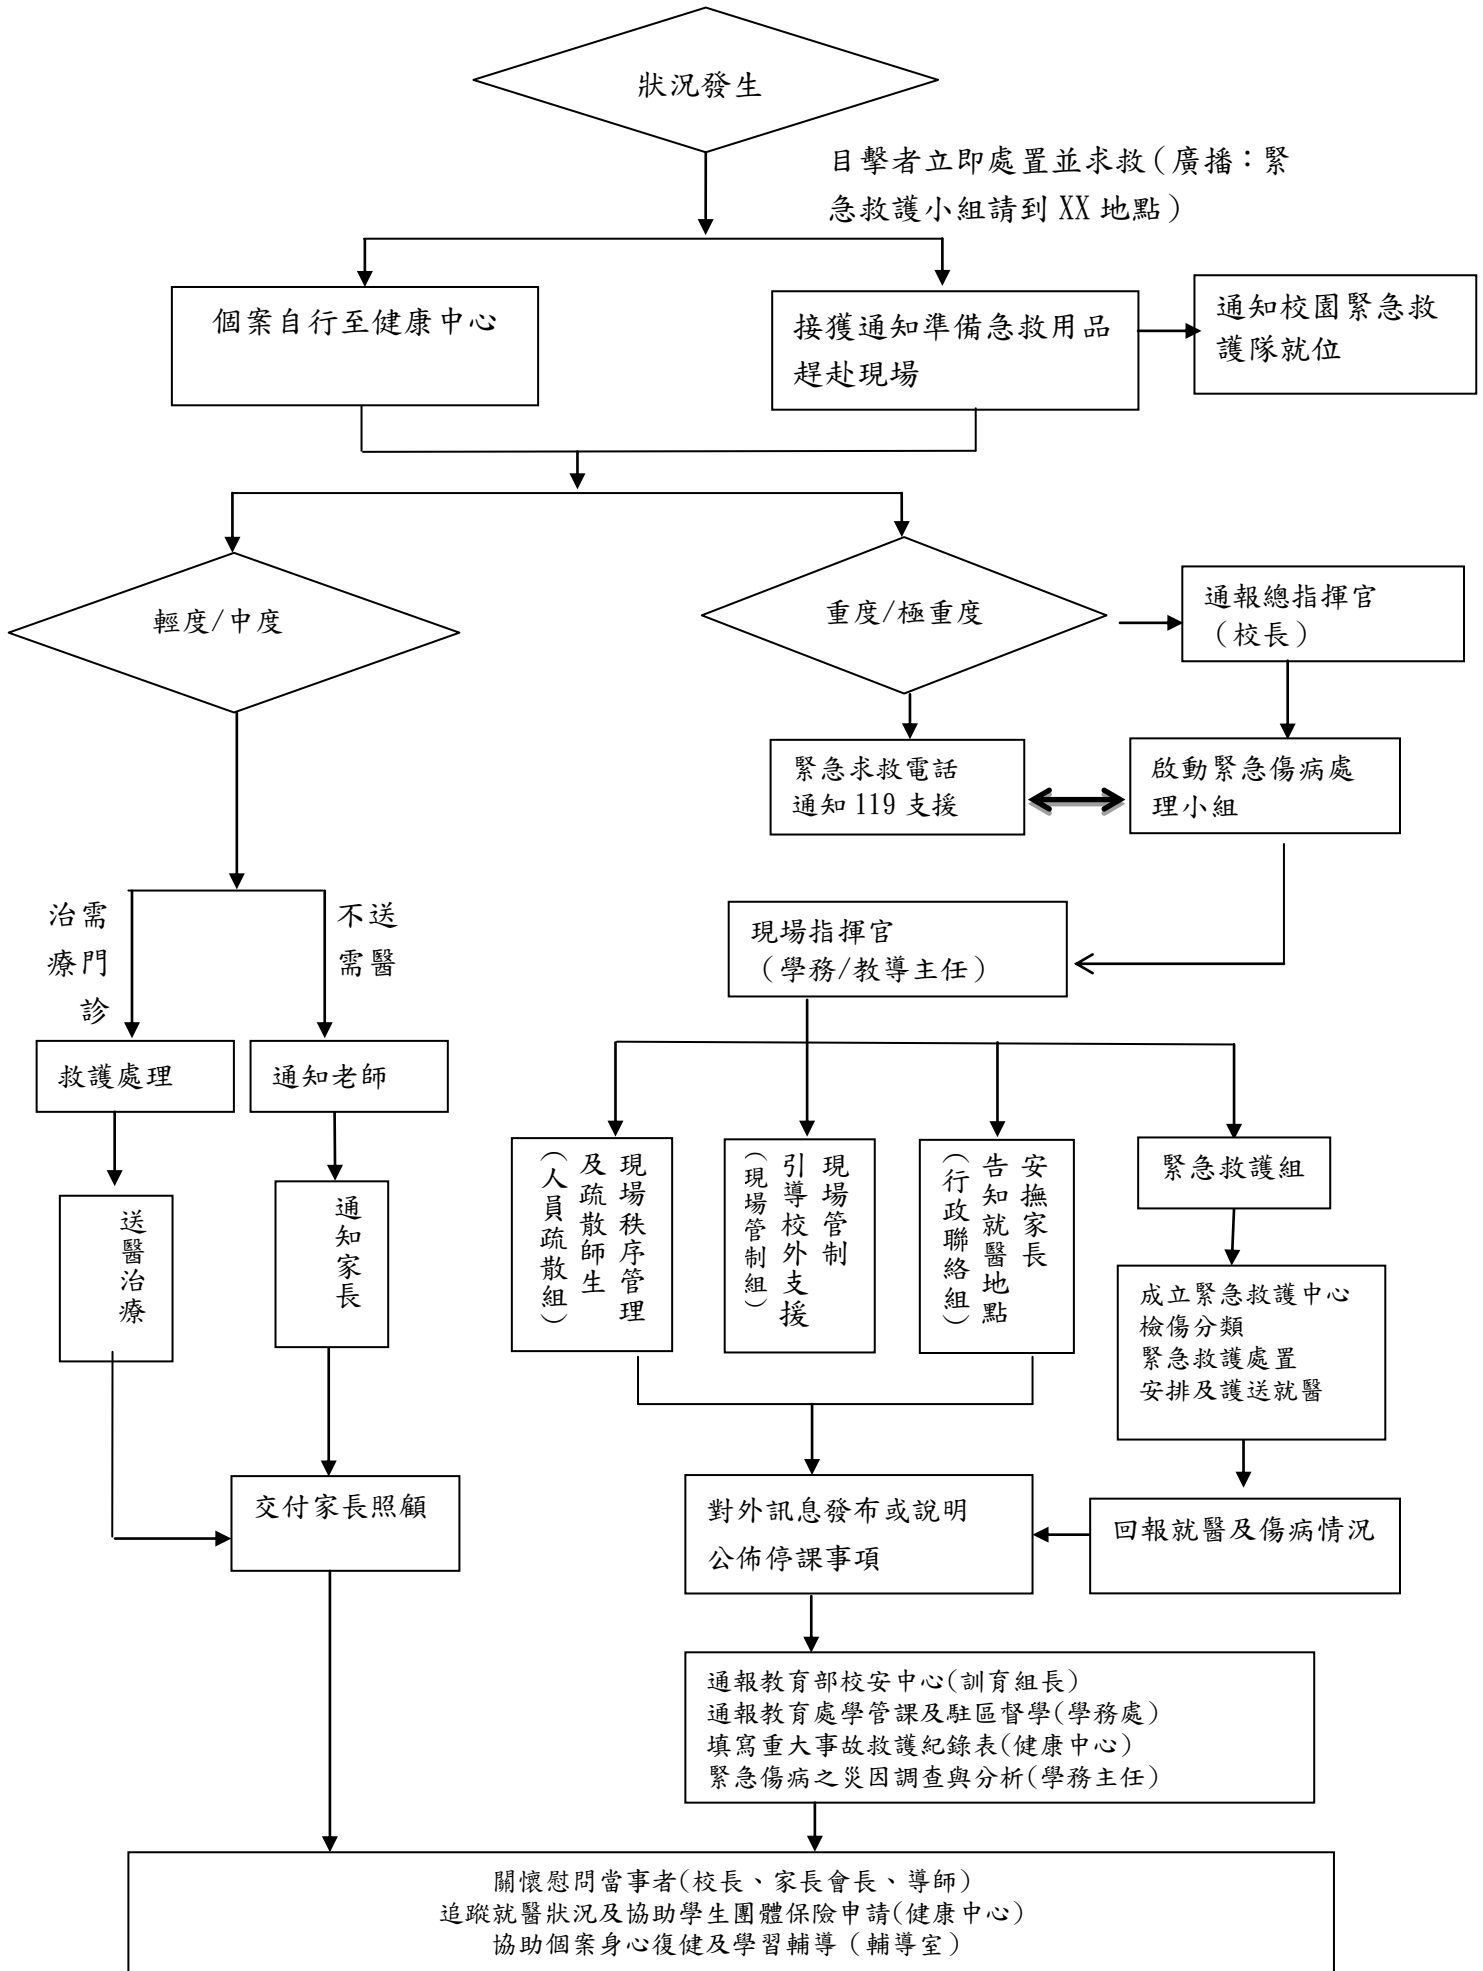 狀況發生
目擊者立即處置並求救(廣播：緊
急救護小組請到 XX 地點)
個案自行至健康中心
接獲通知準備急救用品
趕赴現場
通知校園緊急救
護隊就位
輕度/中度
重度/極重度
通報總指揮官
（校長）
緊急求救電話
通知 119 支援
啟動緊急傷病處
理小組
現場指揮官
（學務/教導主任）
需門診
治療
不需
送醫
救護處理
通知老師
送醫治療
通知家長
現場秩序管理
及疏散師生
（人員疏散組）
現場管制
引導校外支援
（現場管制組）
安撫家長
告知就醫地點
（行政聯絡組）
緊急救護組
成立緊急救護中心
檢傷分類
緊急救護處置
安排及護送就醫
交付家長照顧
對外訊息發布或說明
公佈停課事項
回報就醫及傷病情況
通報教育部校安中心(訓育組長)
通報教育處學管課及駐區督學(學務處)
填寫重大事故救護紀錄表(健康中心)
緊急傷病之災因調查與分析(學務主任)
關懷慰問當事者(校長、家長會長、導師)
追蹤就醫狀況及協助學生團體保險申請(健康中心)
協助個案身心復健及學習輔導（輔導室）